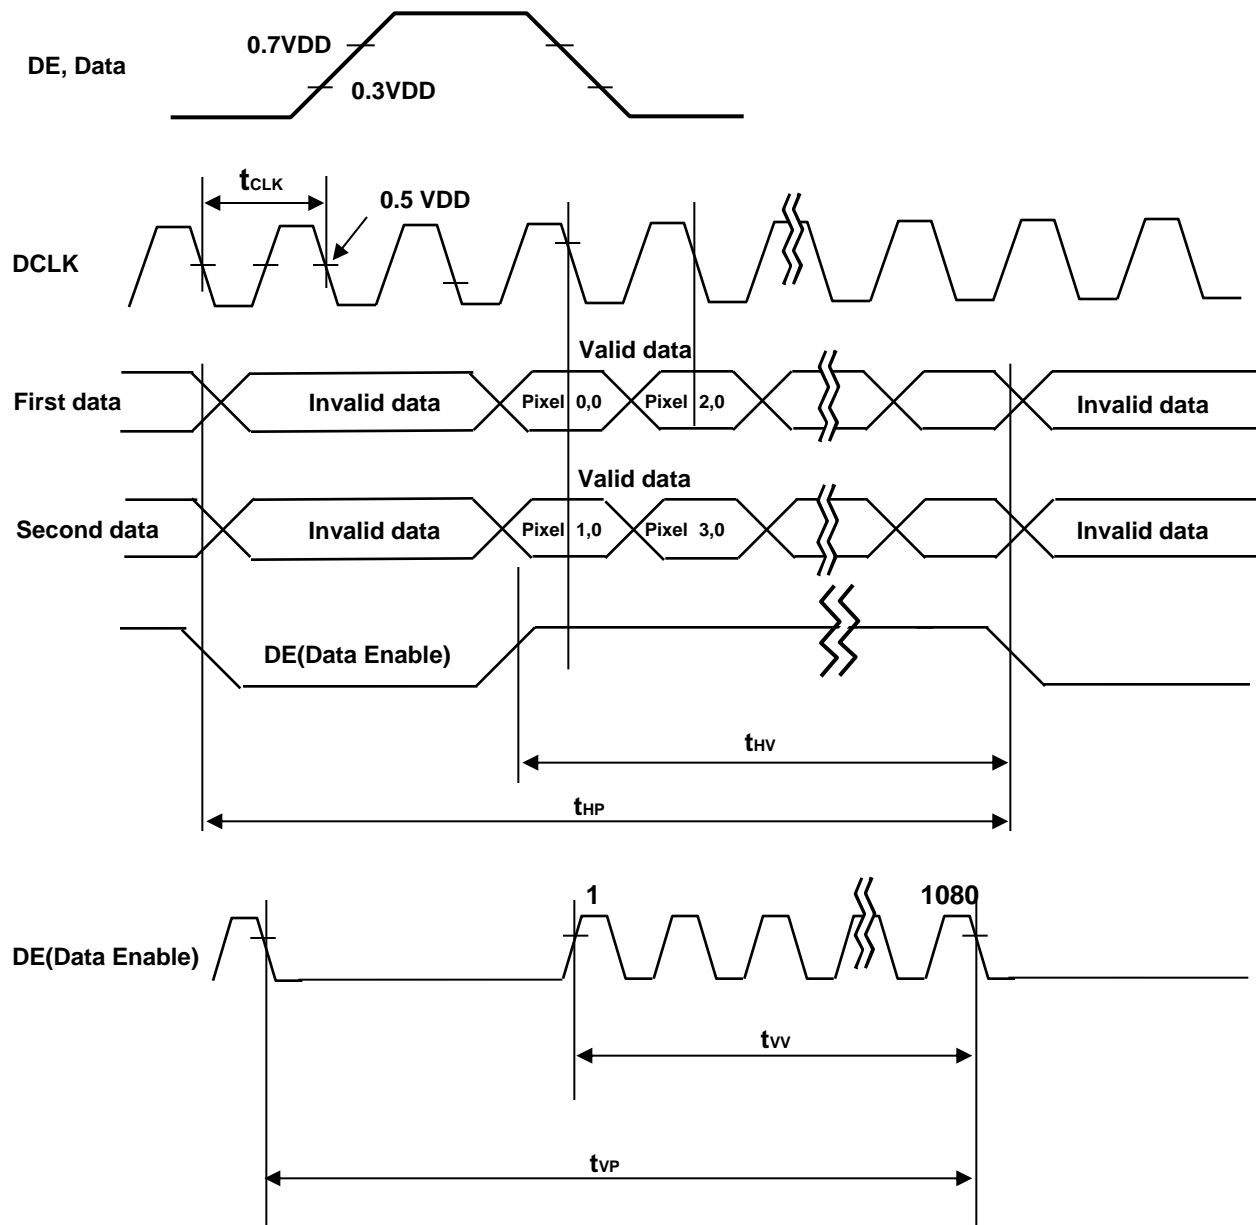 0.7VDD
DE, Data
0.3VDD
tCLK
0.5 VDD
DCLK
Valid data
First data
Invalid data
Pixel 0,0
Pixel 2,0
Invalid data
Valid data
Second data
Invalid data
Pixel 1,0
Pixel 3,0
Invalid data
DE(Data Enable)
tHV
tHP
1
1080
DE(Data Enable)
tVV
tVP